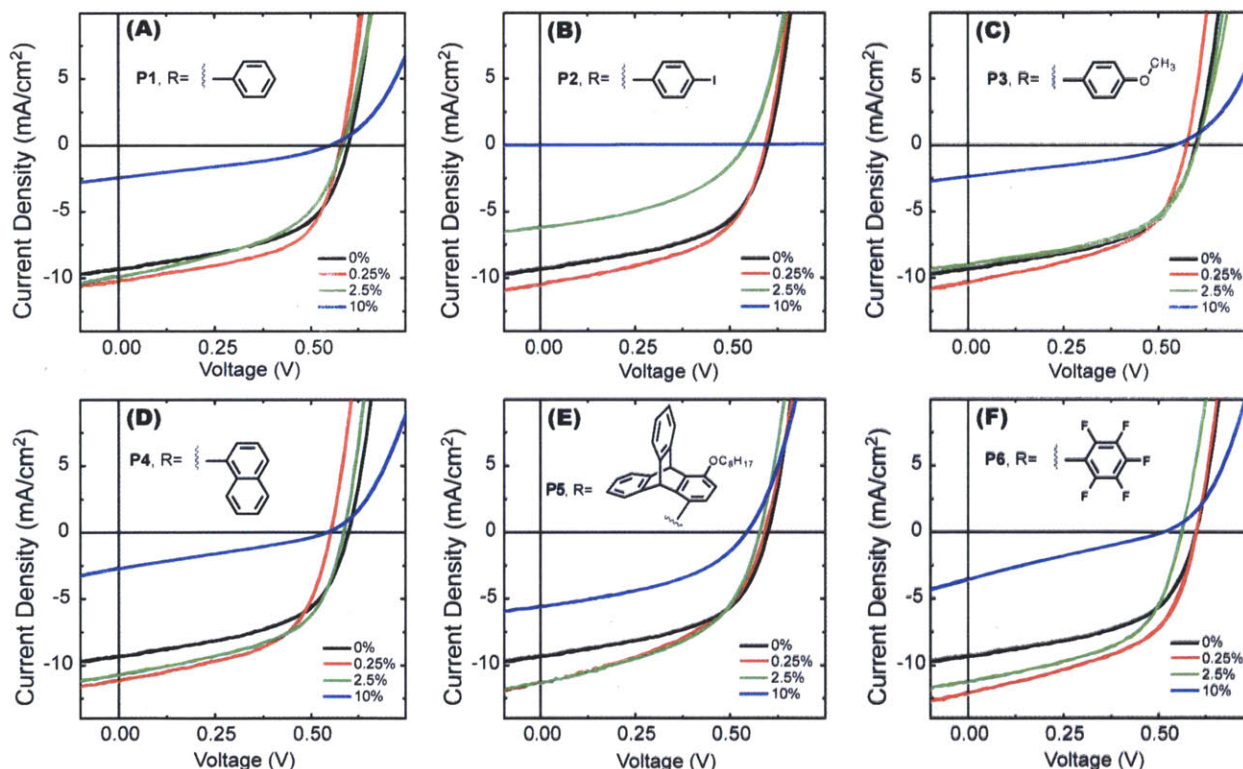 (A)
P1, R=
0%
0.25%
2.5%
10%
Current Density (mA/cm²)
5
0
-5
-10
0.00 0.25 0.50
Voltage (V)
(B)
P2, R=
I
0%
0.25%
2.5%
10%
Current Density (mA/cm²)
5
0
-5
-10
0.00 0.25 0.50
Voltage (V)
(C)
P3, R=
O CH₃
0%
0.25%
2.5%
10%
Current Density (mA/cm²)
5
0
-5
-10
0.00 0.25 0.50
Voltage (V)
(D)
P4, R=
0%
0.25%
2.5%
10%
Current Density (mA/cm²)
5
0
-5
-10
0.00 0.25 0.50
Voltage (V)
(E)
OC₈H₁₇
P5, R=
0%
0.25%
2.5%
10%
Current Density (mA/cm²)
5
0
-5
-10
0.00 0.25 0.50
Voltage (V)
(F)
F F
P6, R= F
F F
0%
0.25%
2.5%
10%
Current Density (mA/cm²)
5
0
-5
-10
0.00 0.25 0.50
Voltage (V)